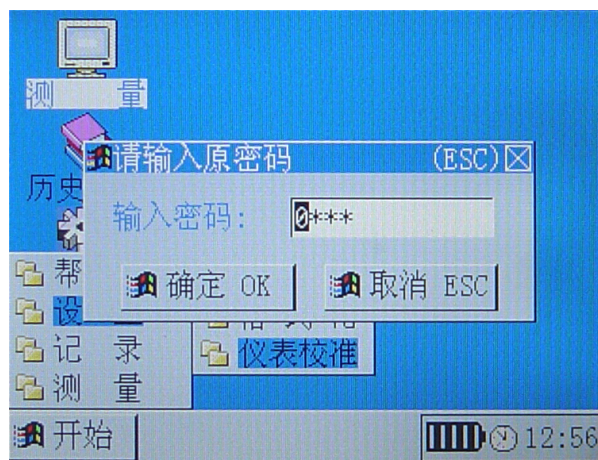 测 量
请输入原密码 (ESC)
历史
输入密码: 0***
确定 OK 取消 ESC
帮
设
记 录
仪表校准
测 量
开始
12:56